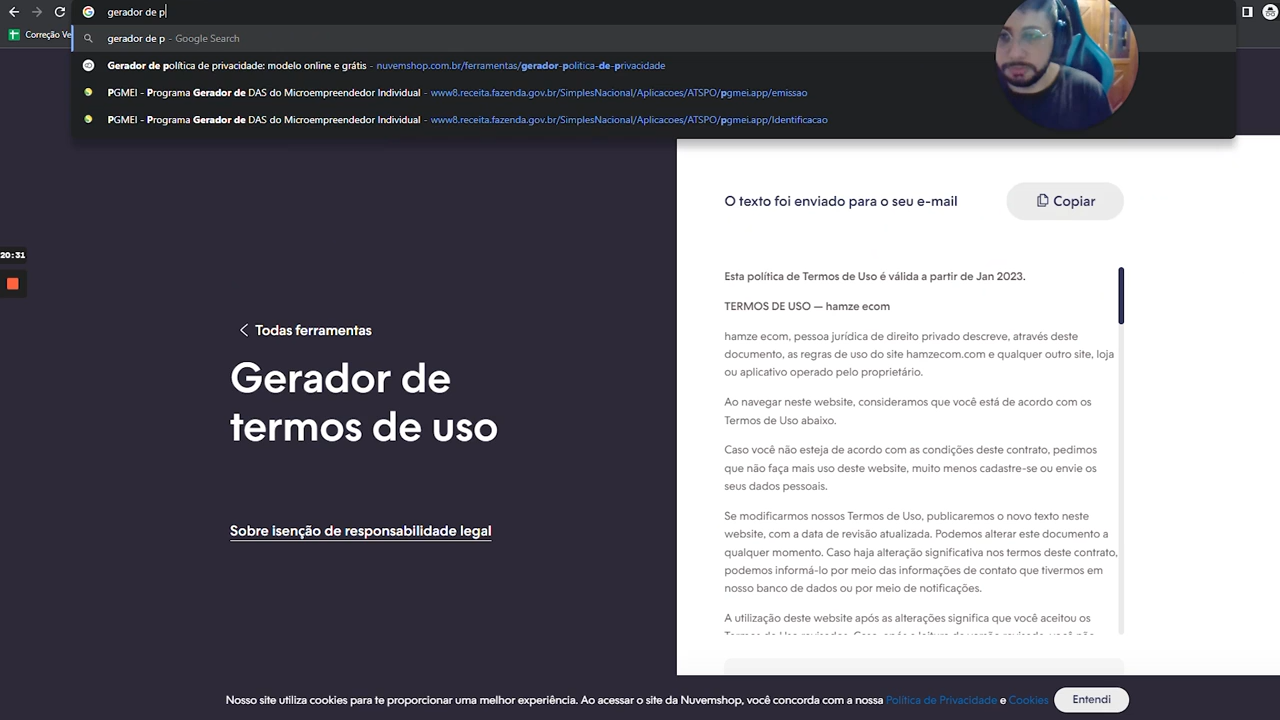 gerador de p
Correção Ve
gerador de p - Google Search
Gerador de política de privacidade: modelo online e grátis - nuvemshop.com.br/ferramentas/gerador-politica-de-privacidade
PGMEI - Programa Gerador de DAS do Microempreendedor Individual - www8.receita.fazenda.gov.br/SimplesNacional/Aplicacoes/ATSPO/pgmei.app/emissao
PGMEI - Programa Gerador de DAS do Microempreendedor Individual - www8.receita.fazenda.gov.br/SimplesNacional/Aplicacoes/ATSPO/pgmei.app/Identificacao
20:31
Todas ferramentas
Gerador de
termos de uso
Sobre isenção de responsabilidade legal
O texto foi enviado para o seu e-mail
Copiar
Esta política de Termos de Uso é válida a partir de Jan 2023.
TERMOS DE USO — hamze ecom
hamze ecom, pessoa jurídica de direito privado descreve, através deste
documento, as regras de uso do site hamzecom.com e qualquer outro site, loja
ou aplicativo operado pelo proprietário.
Ao navegar neste website, consideramos que você está de acordo com os
Termos de Uso abaixo.
Caso você não esteja de acordo com as condições deste contrato, pedimos
que não faça mais uso deste website, muito menos cadastre-se ou envie os
seus dados pessoais.
Se modificarmos nossos Termos de Uso, publicaremos o novo texto neste
website, com a data de revisão atualizada. Podemos alterar este documento a
qualquer momento. Caso haja alteração significativa nos termos deste contrato,
podemos informá-lo por meio das informações de contato que tivermos em
nosso banco de dados ou por meio de notificações.
A utilização deste website após as alterações significa que você aceitou os
Nosso site utiliza cookies para te proporcionar uma melhor experiência. Ao acessar o site da Nuvemshop, você concorda com a nossa Política de Privacidade e Cookies
Entendi